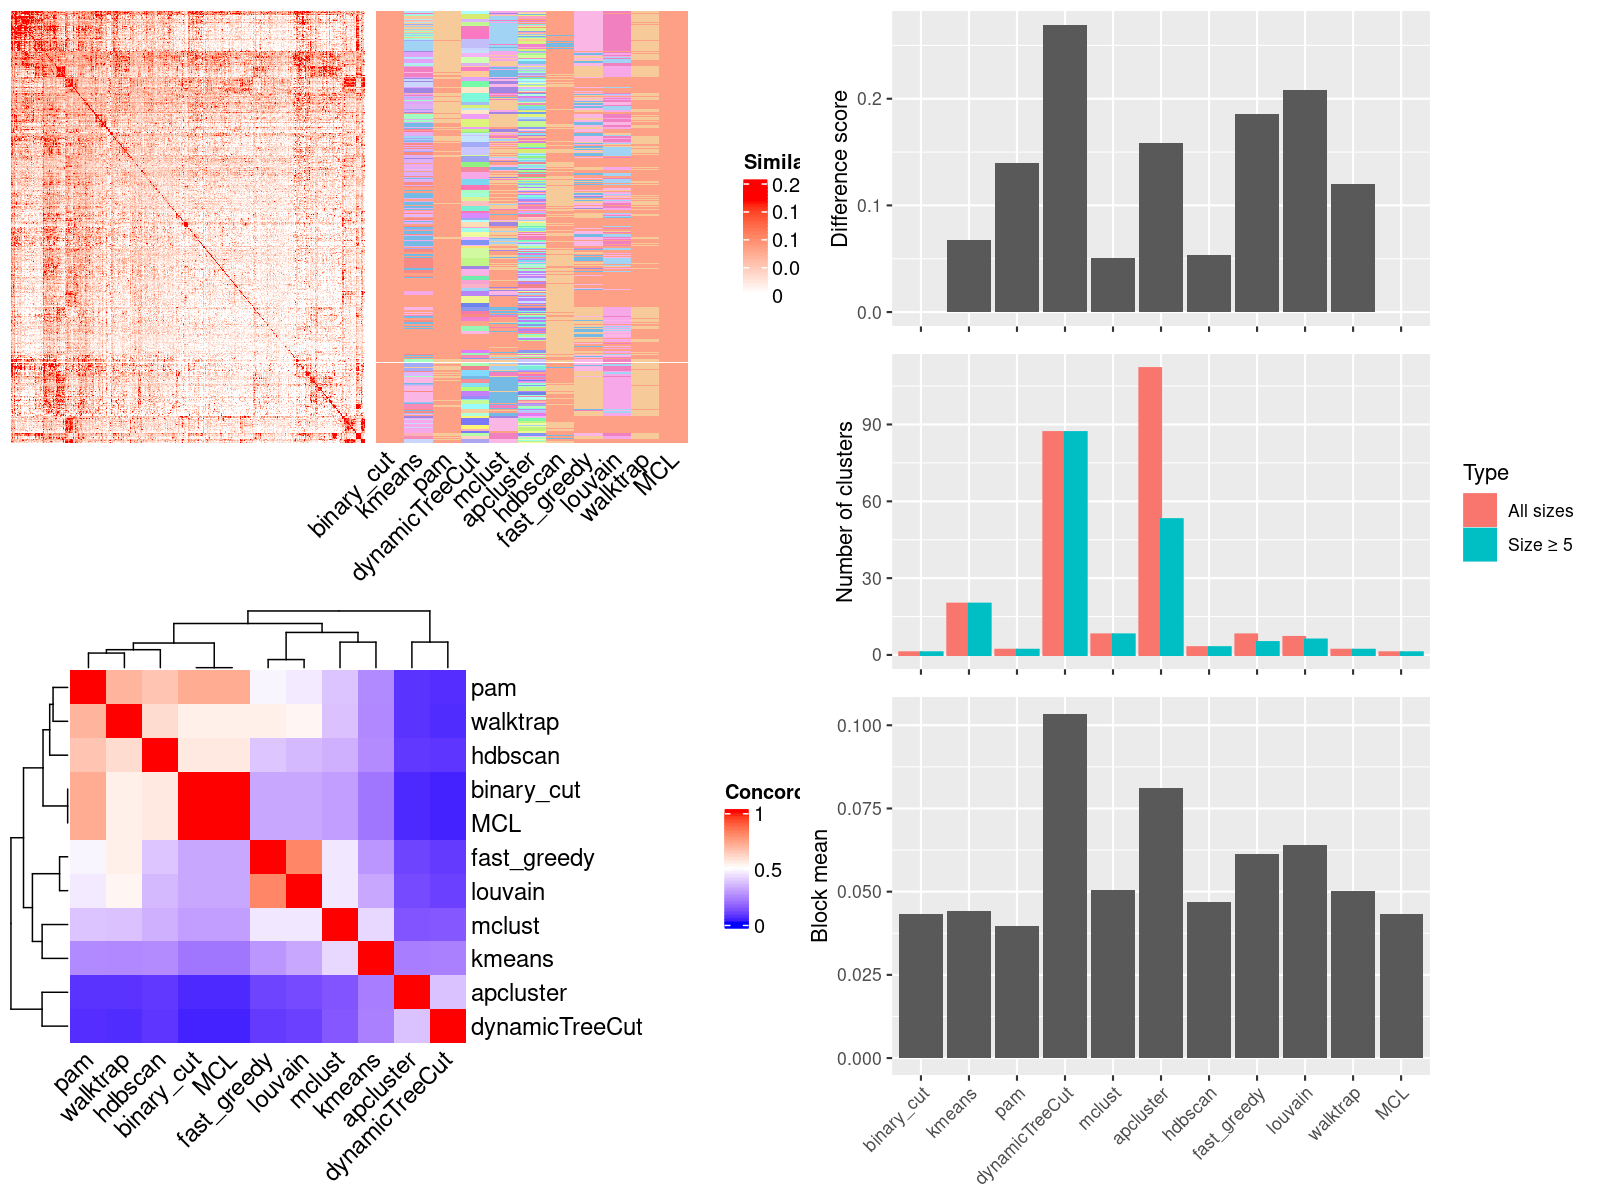 Simila
0.2
0.1
0.1
0.0
0
binary_cut
kmeans
pam
dynamicTreeCut
mclust
apcluster
hdbscan
fast_greedy
louvain
walktrap
MCL
pam
walktrap
hdbscan
binary_cut
MCL
fast_greedy
louvain
mclust
kmeans
apcluster
dynamicTreeCut
pam
walktrap
hdbscan
binary_cut
MCL
fast_greedy
louvain
mclust
kmeans
apcluster
dynamicTreeCut
Concord
1
0.5
0
Difference score
0.2
0.1
0.0
Number of clusters
90
60
30
0
Type
All sizes
Size ≥ 5
Block mean
0.100
0.075
0.050
0.025
0.000
binary_cut
kmeans
pam
dynamicTreeCut
mclust
apcluster
hdbscan
fast_greedy
louvain
walktrap
MCL